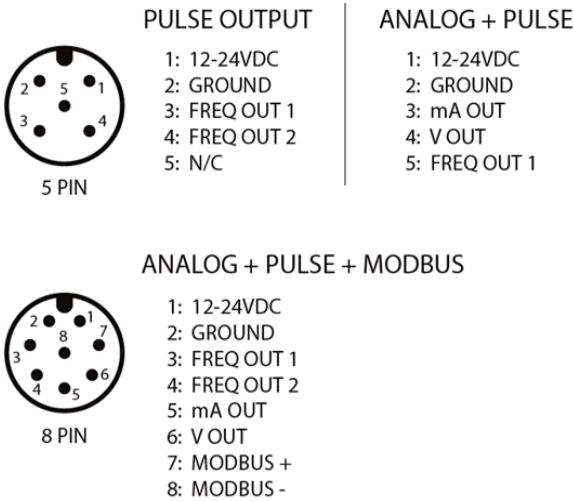 PULSE OUTPUT
1: 12-24VDC
2: GROUND
3: FREQ OUT 1
4: FREQ OUT 2
5: N/C
ANALOG + PULSE
1: 12-24VDC
2: GROUND
3: mA OUT
4: V OUT
5: FREQ OUT 1
2 5 1
3 4
5 PIN
ANALOG + PULSE + MODBUS
1: 12-24VDC
2: GROUND
3: FREQ OUT 1
4: FREQ OUT 2
5: mA OUT
6: V OUT
7: MODBUS +
8: MODBUS -
2 1
8 7
3
4 5 6
8 PIN